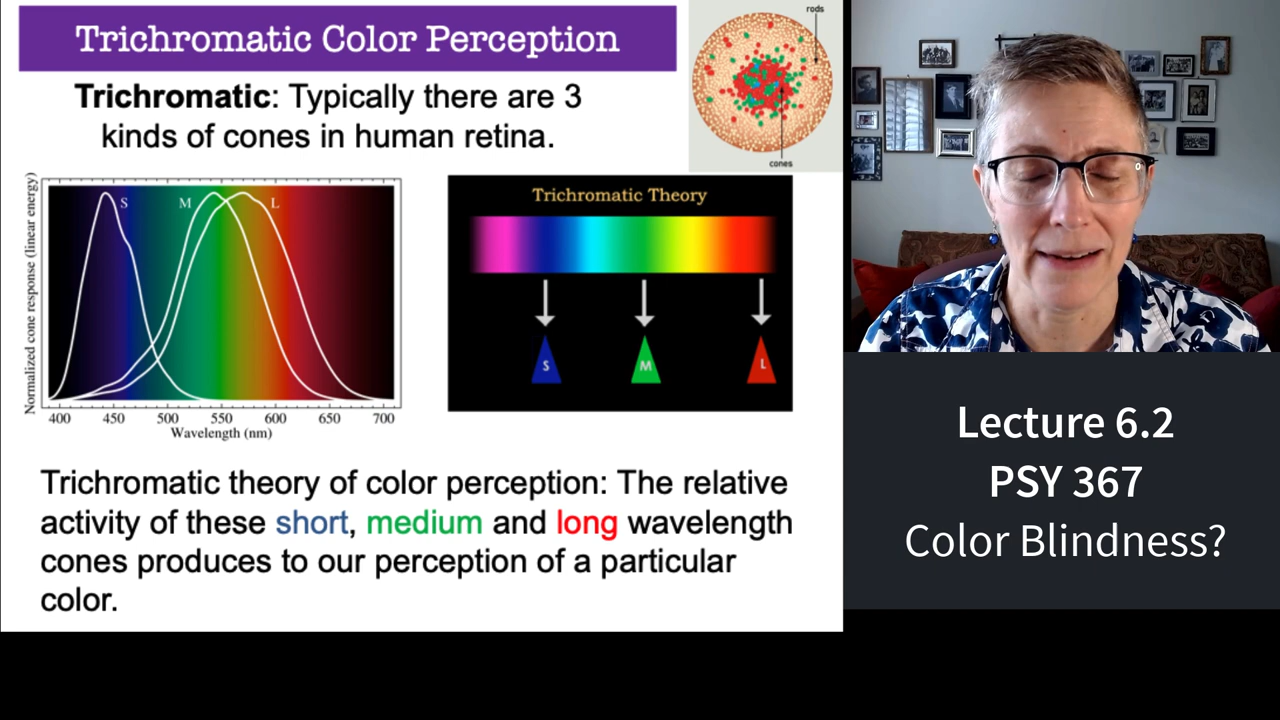 Trichromatic Color Perception
Trichromatic: Typically there are 3
kinds of cones in human retina.
rods
cones
Normalized cone response (linear energy)
S
M
L
400 450 500 550 600 650 700
Wavelength (nm)
Trichromatic Theory
S
M
L
Trichromatic theory of color perception: The relative
activity of these short, medium and long wavelength
cones produces to our perception of a particular
color.
Lecture 6.2
PSY 367
Color Blindness?